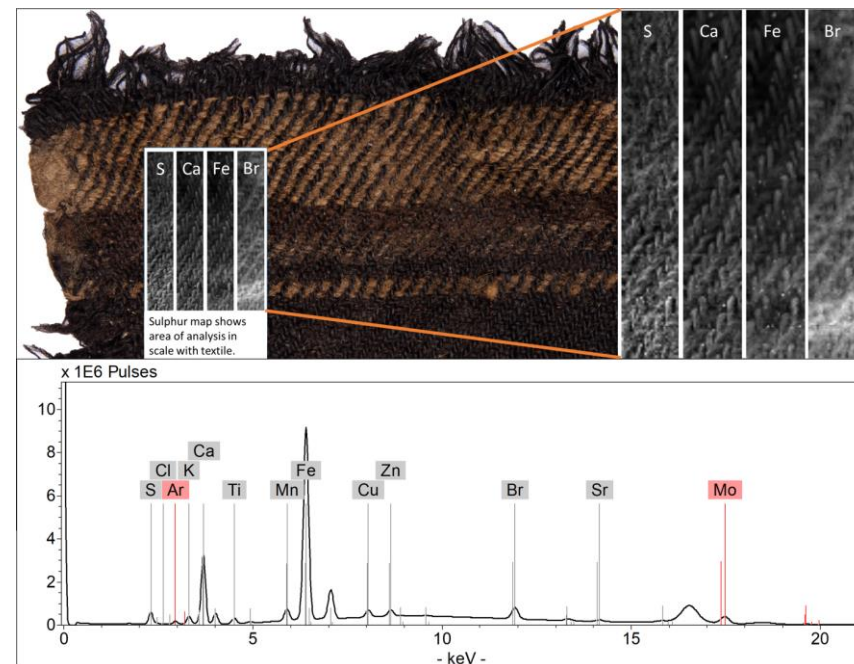 S Ca Fe Br
S Ca Fe Br
Sulphur map shows
area of analysis in
scale with textile.
x 1E6 Pulses
10
8
6
4
2
0
Cl K Ca
S Ar Ti Mn Fe Cu Zn Br Sr Mo
0 5 10 15 20
- keV -